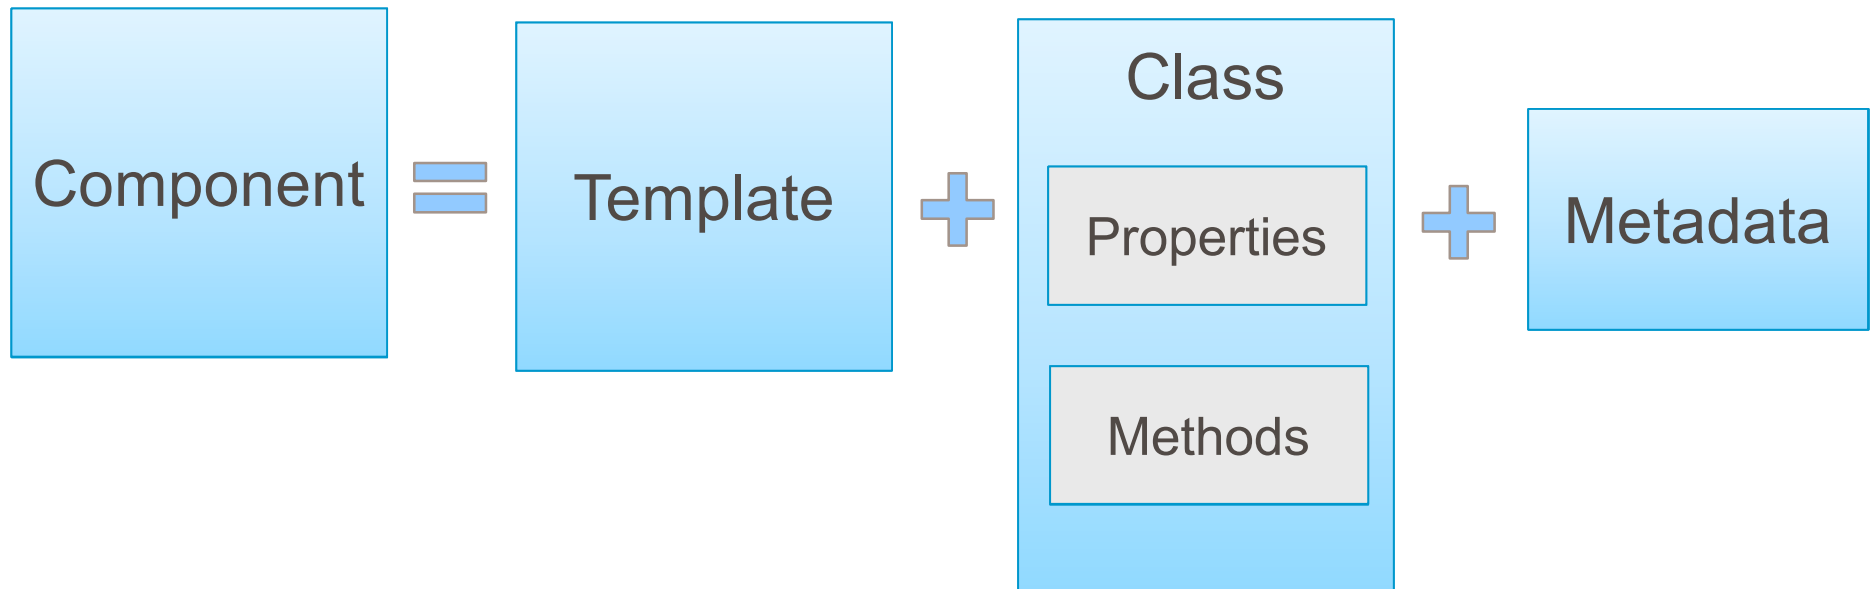 Component
Template
Class
Properties
Methods
Metadata